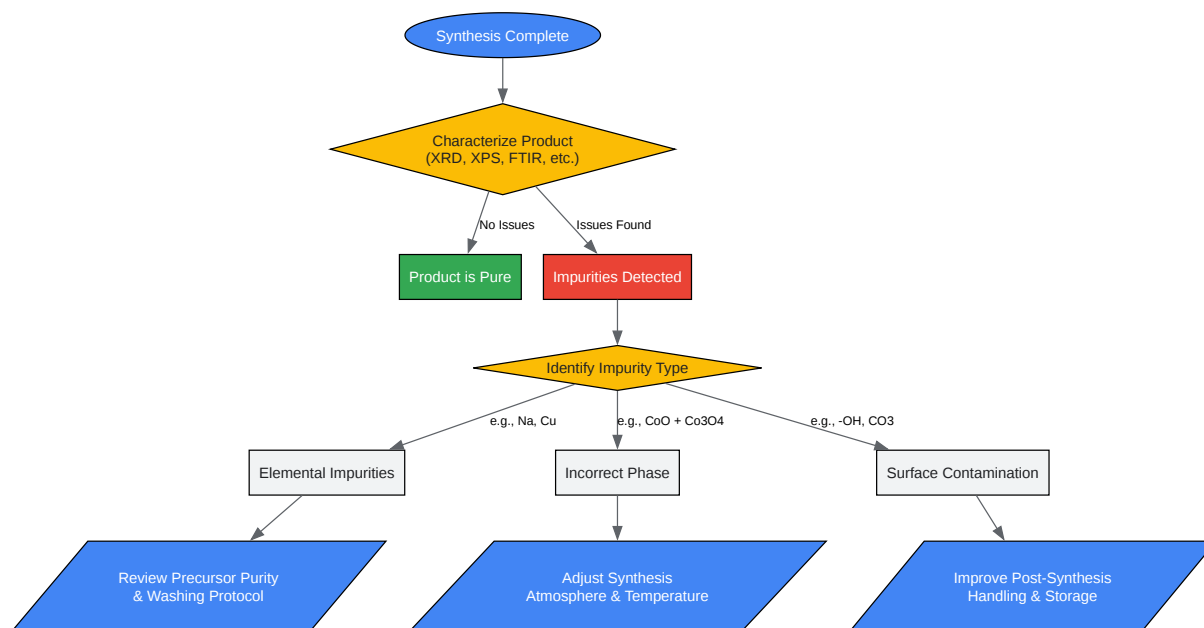 Synthesis Complete
Characterize Product
(XRD, XPS, FTIR, etc.)
No Issues
Issues Found
Product is Pure
Impurities Detected
Identify Impurity Type
e.g., Na, Cu
e.g., CoO + Co3O4
e.g., -OH, CO3
Elemental Impurities
Incorrect Phase
Surface Contamination
Review Precursor Purity
& Washing Protocol
Adjust Synthesis
Atmosphere & Temperature
Improve Post-Synthesis
Handling & Storage